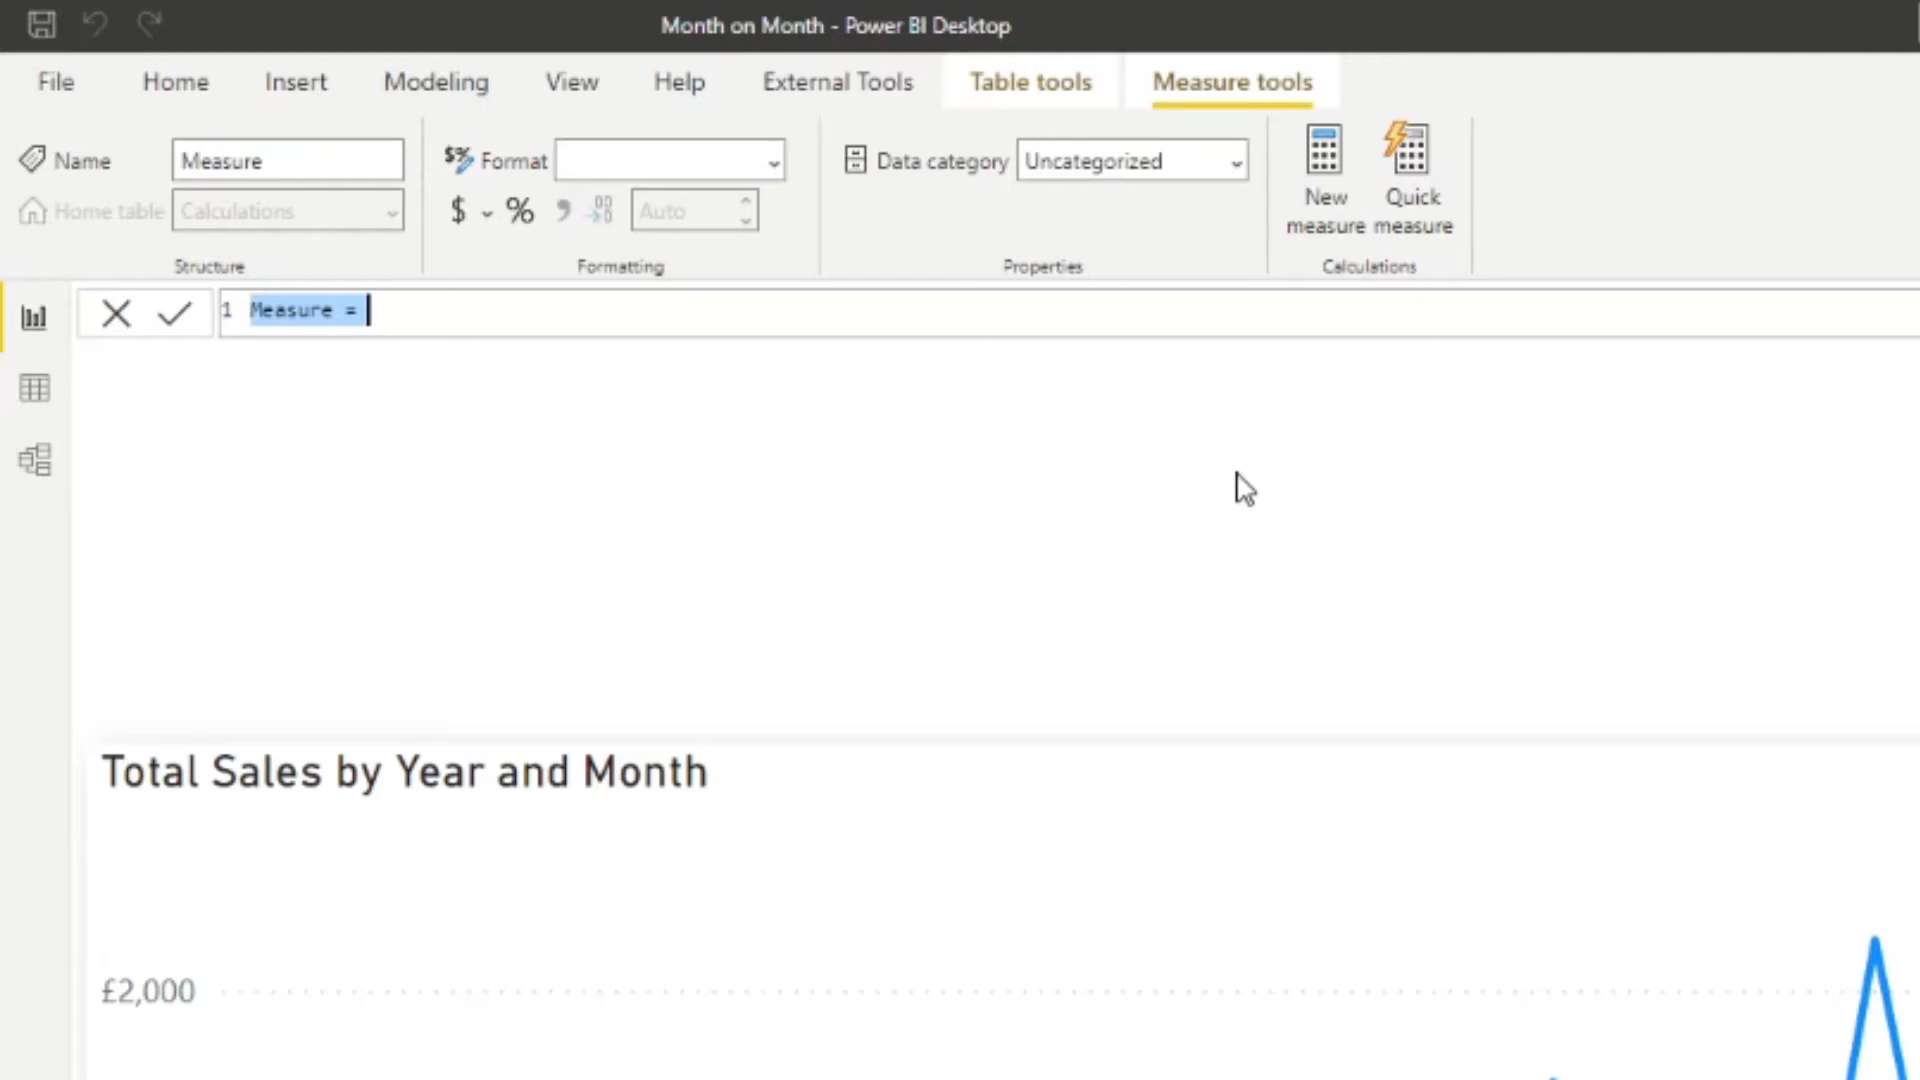 Month on Month - Power BI Desktop
File Home Insert Modeling View Help External Tools Table tools Measure tools
Name Measure
Home table Calculations
Structure
$% Format
$ % Auto
Formatting
Data category Uncategorized
Properties
New measure
Quick measure
Calculations
1 Measure =
Total Sales by Year and Month
£2,000